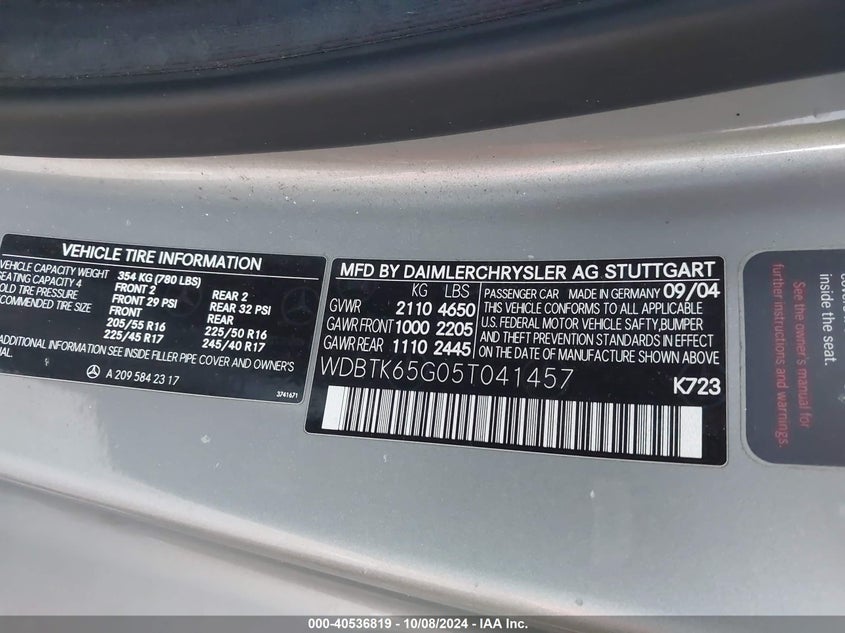 VEHICLE TIRE INFORMATION
VEHICLE CAPACITY WEIGHT 354 KG (780 LBS)
SEATING CAPACITY 4 FRONT 2 REAR 2
COLD TIRE PRESSURE FRONT 29 PSI REAR 32 PSI
RECOMMENDED TIRE SIZE FRONT REAR
205/55 R16 225/50 R16
225/45 R17 245/40 R17
ADDITIONAL INFORMATION SEE INSIDE FILLER PIPE COVER AND OWNER'S
A 209 584 23 17
3741671
MFD BY DAIMLERCHRYSLER AG STUTTGART
KG LBS
GVWR 2110 4650
GAWR FRONT 1000 2205
GAWR REAR 1110 2445
PASSENGER CAR MADE IN GERMANY 09/04
THIS VEHICLE CONFORMS TO ALL APPLICABLE
U.S. FEDERAL MOTOR VEHICLE SAFTY,BUMPER
AND THEFT PREVENTION STANDARDS IN EFFECT
ON THE DATE OF MANUFACTURE SHOWN ABOVE
WDBTK65G05T041457
K723
inside the seat.
See the owner's manual for
further instructions and
warnings.
000-40536819 - 10/08/2024 - IAA Inc.